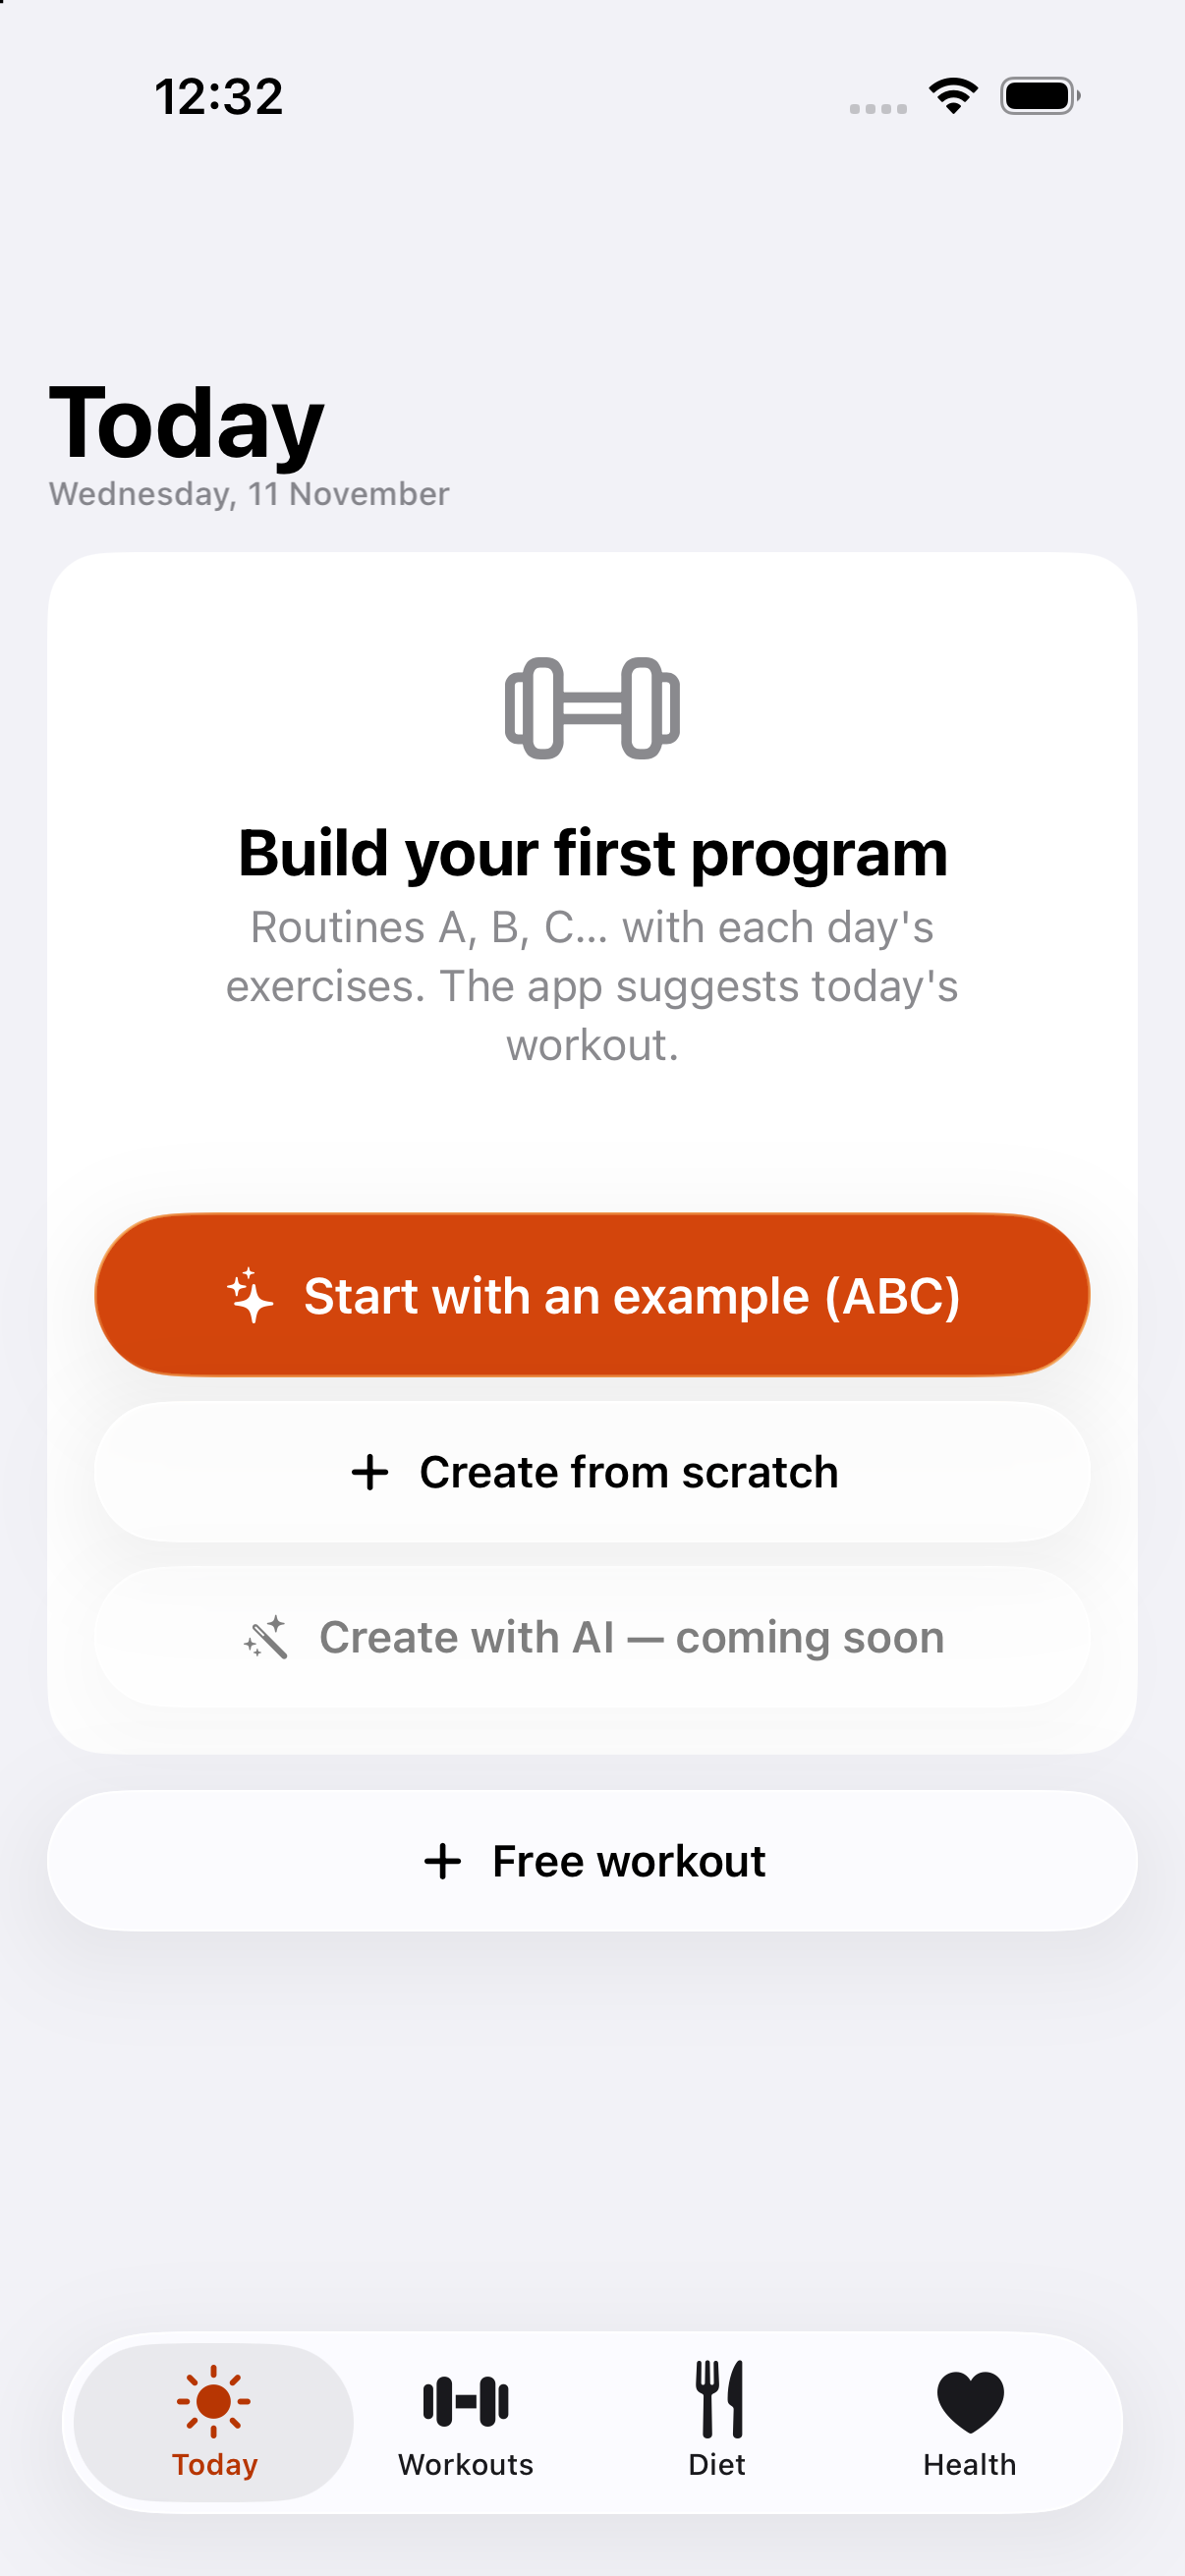 12:32
Today
Wednesday, 11 November
Build your first program
Routines A, B, C... with each day's
exercises. The app suggests today's
workout.
Start with an example (ABC)
Create from scratch
Create with AI — coming soon
Free workout
Today
Workouts
Diet
Health